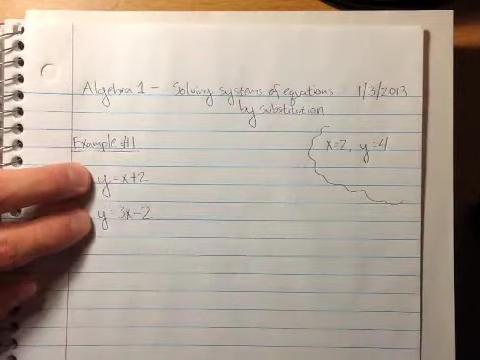 Algebra 1 - Solving systems of equations 1/3/2013
by substitution
Example #1
x=2, y=4
y=x+2
y=3x-2